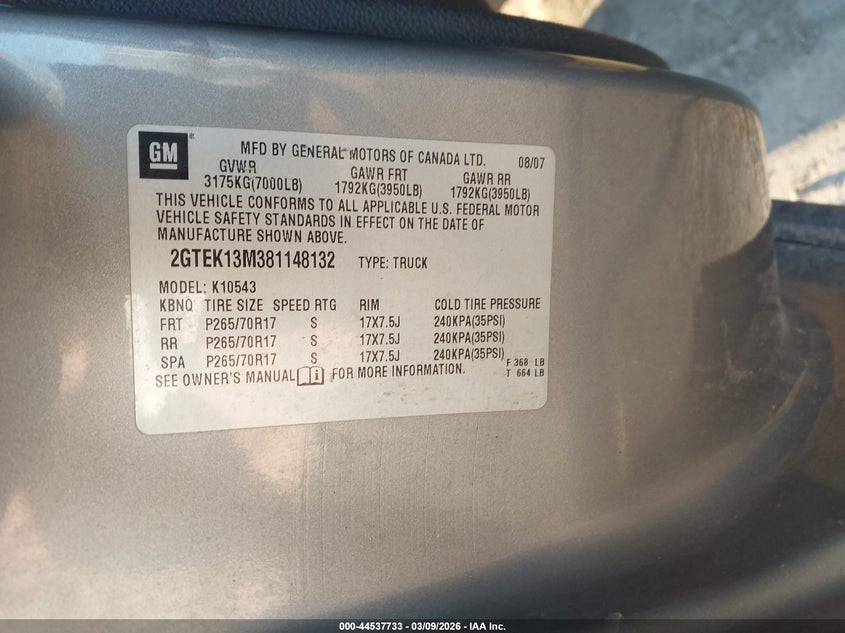 GM ® MFD BY GENERAL MOTORS OF CANADA LTD. 08/07
GVWR GAWR FRT GAWR RR
3175KG(7000LB) 1792KG(3950LB) 1792KG(3950LB)
THIS VEHICLE CONFORMS TO ALL APPLICABLE U.S. FEDERAL MOTOR
VEHICLE SAFETY STANDARDS IN EFFECT ON THE DATE OF
MANUFACTURE SHOWN ABOVE.
2GTEK13M381148132 TYPE: TRUCK
MODEL: K10543
KBNQ TIRE SIZE SPEED RTG RIM COLD TIRE PRESSURE
FRT P265/70R17 S 17X7.5J 240KPA(35PSI)
RR P265/70R17 S 17X7.5J 240KPA(35PSI)
SPA P265/70R17 S 17X7.5J 240KPA(35PSI)
F 368 LB
T 664 LB
SEE OWNER'S MANUAL i FOR MORE INFORMATION.
000-44537733 - 03/09/2026 - IAA Inc.